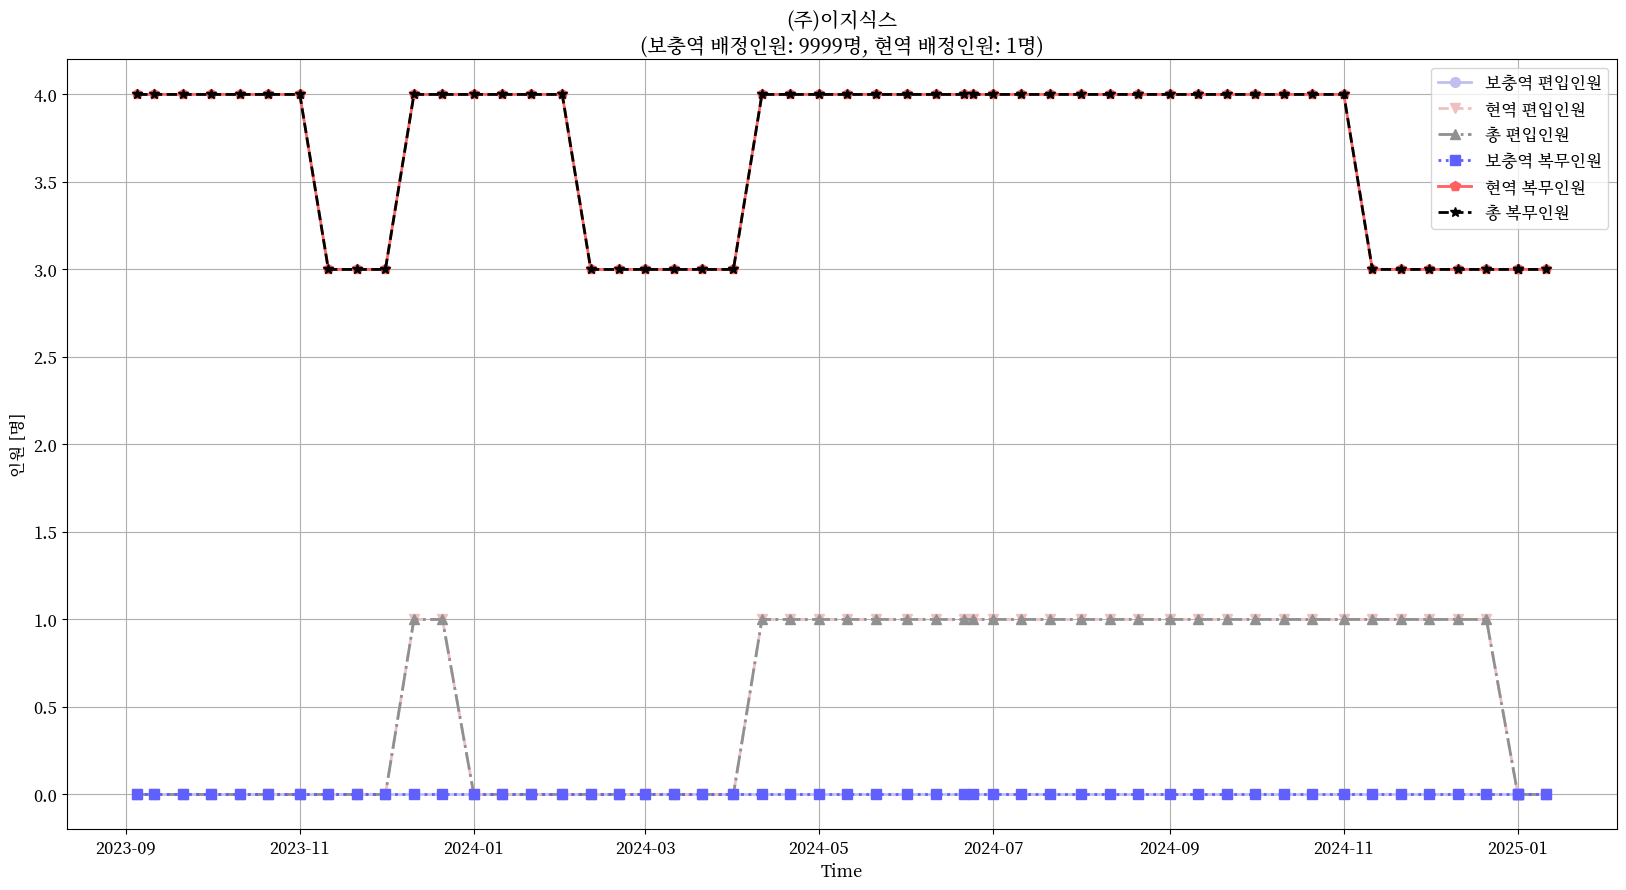 (주)이지식스
(보충역 배정인원: 9999명, 현역 배정인원: 1명)
보충역 편입인원
현역 편입인원
총 편입인원
보충역 복무인원
현역 복무인원
총 복무인원
인원 [명]
4.0
3.5
3.0
2.5
2.0
1.5
1.0
0.5
0.0
2023-09 2023-11 2024-01 2024-03 2024-05 2024-07 2024-09 2024-11 2025-01
Time